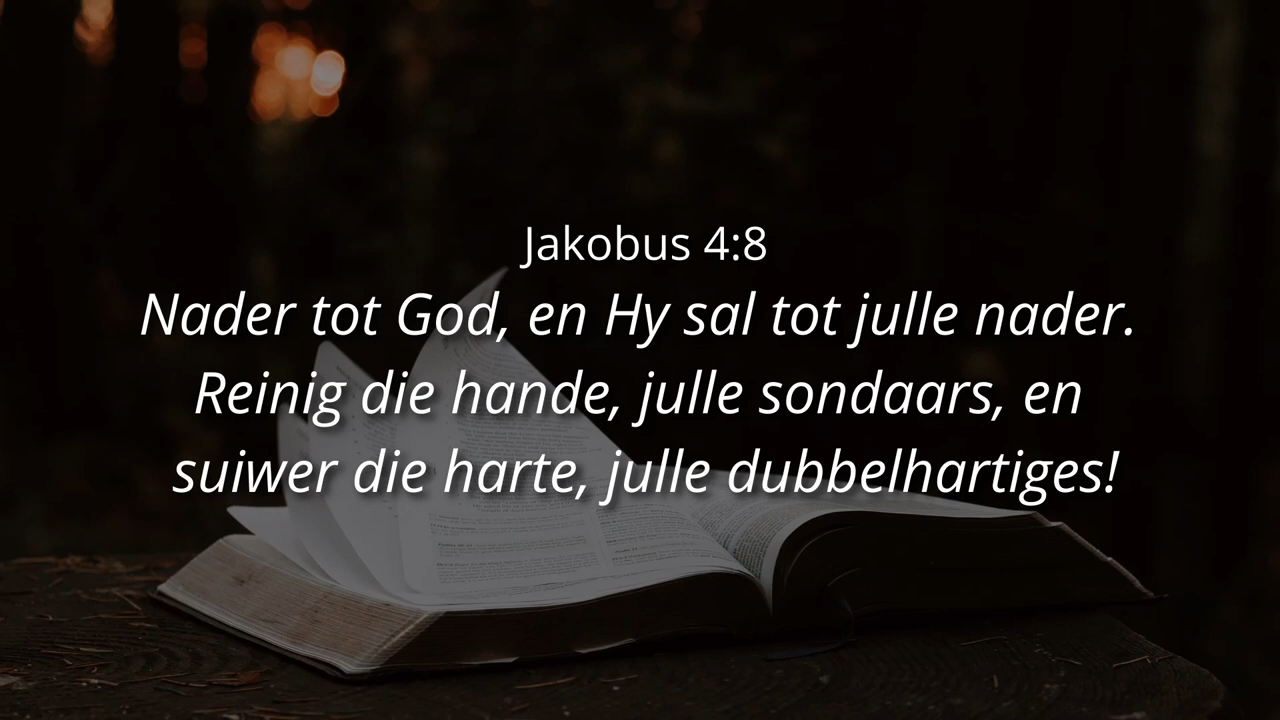 Jakobus 4:8
Nader tot God, en Hy sal tot julle nader.
Reinig die hande, julle sondaars, en
suiwer die harte, julle dubbelhartiges!